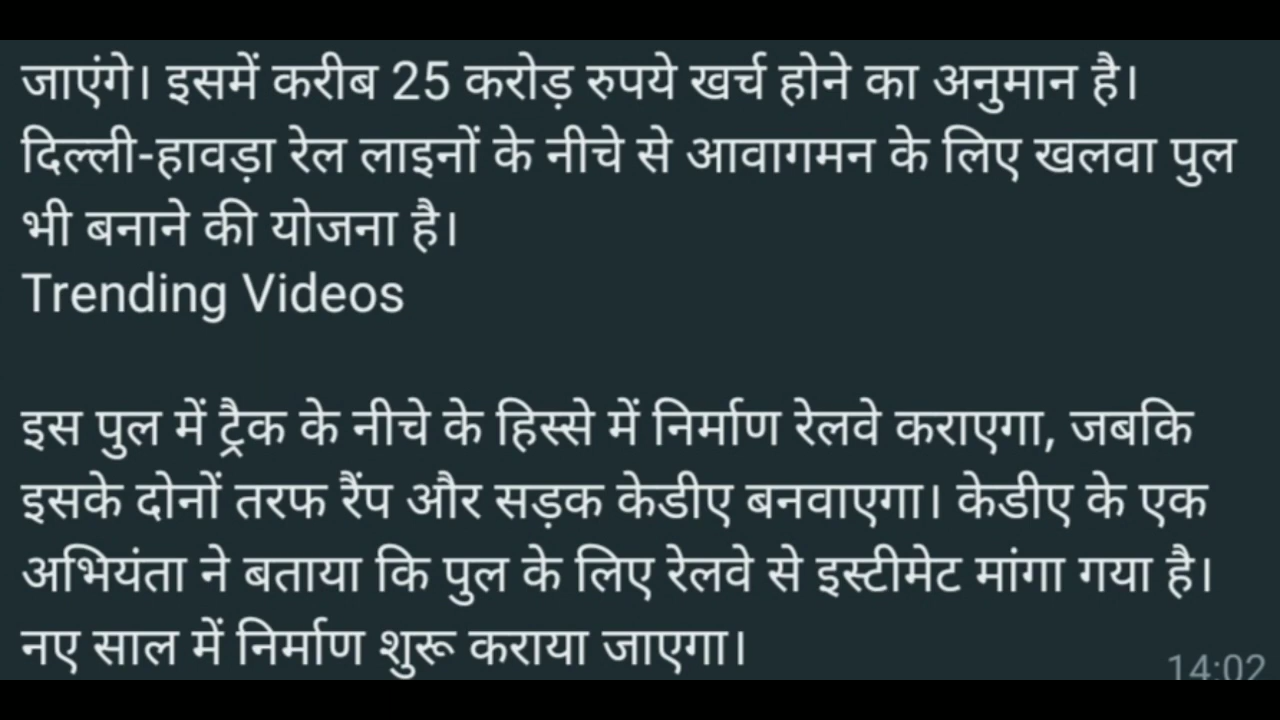 जाएंगे। इसमें करीब 25 करोड़ रुपये खर्च होने का अनुमान है।
दिल्ली-हावड़ा रेल लाइनों के नीचे से आवागमन के लिए खलवा पुल
भी बनाने की योजना है।
Trending Videos
इस पुल में ट्रैक के नीचे के हिस्से में निर्माण रेलवे कराएगा, जबकि
इसके दोनों तरफ रैंप और सड़क केडीए बनवाएगा। केडीए के एक
अभियंता ने बताया कि पुल के लिए रेलवे से इस्टीमेट मांगा गया है।
नए साल में निर्माण शुरू कराया जाएगा।
14:02